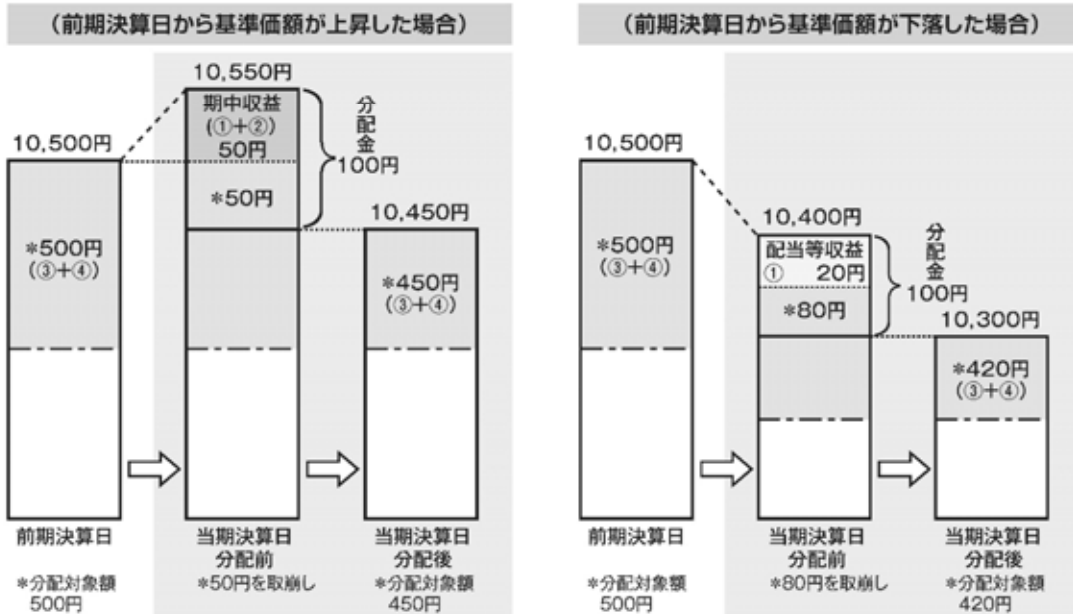 （前期決算日から基準価額が上昇した場合）
10,550円
期中収益
（①+②）
50円
*50円
分配金
100円
10,500円
*500円
（③+④）
10,450円
*450円
（③+④）
前期決算日
当期決算日
分配前
当期決算日
分配後
*分配対象額
500円
*50円を取崩し
*分配対象額
450円
（前期決算日から基準価額が下落した場合）
10,500円
*500円
（③+④）
10,400円
配当等収益
① 20円
*80円
分配金
100円
10,300円
*420円
（③+④）
前期決算日
当期決算日
分配前
当期決算日
分配後
*分配対象額
500円
*80円を取崩し
*分配対象額
420円